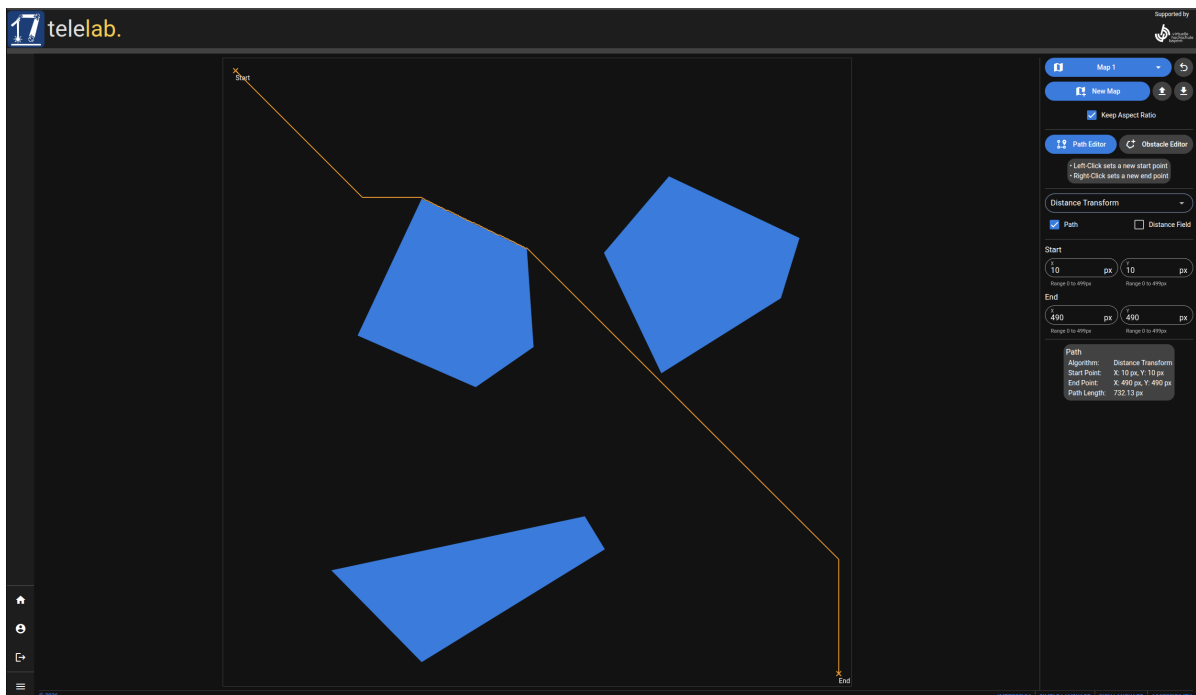 17 telelab.
Supported by
virtuelle
hochschule
bayern
Start
End
Map 1
New Map
Keep Aspect Ratio
Path Editor
Obstacle Editor
• Left-Click sets a new start point
• Right-Click sets a new end point
Distance Transform
Path
Distance Field
Start
X
10 px
Y
10 px
Range 0 to 499px
Range 0 to 499px
End
X
490 px
Y
490 px
Range 0 to 499px
Range 0 to 499px
Path
Algorithm: Distance Transform
Start Point: X: 10 px, Y: 10 px
End Point: X: 490 px, Y: 490 px
Path Length: 732.13 px